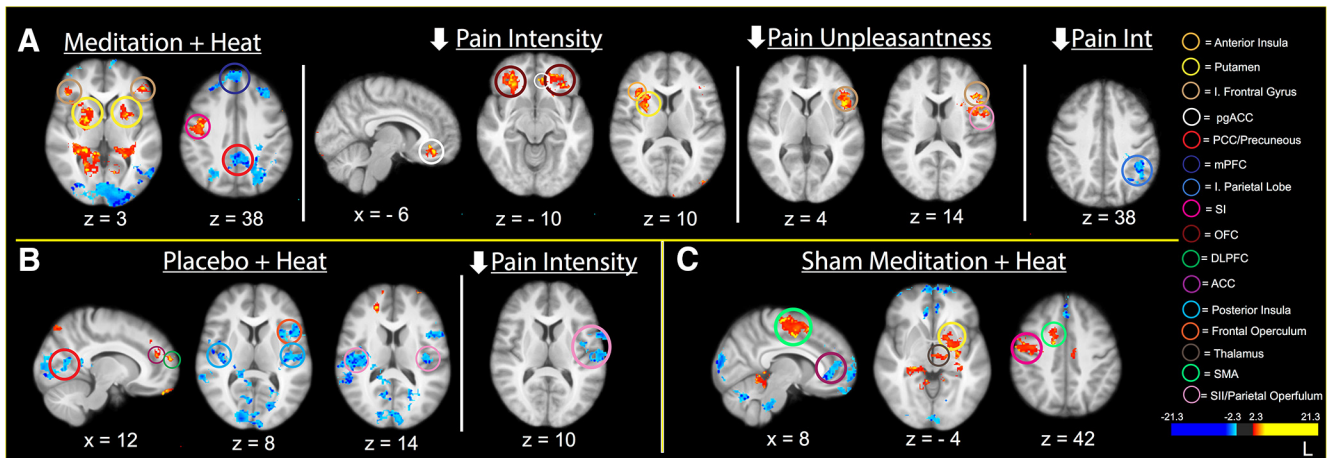 A
Meditation + Heat
Pain Intensity
Pain Unpleasantness
Pain Int
z = 3
z = 38
x = - 6
z = - 10
z = 10
z = 4
z = 14
z = 38
B
Placebo + Heat
Pain Intensity
x = 12
z = 8
z = 14
z = 10
C
Sham Meditation + Heat
x = 8
z = - 4
z = 42
= Anterior Insula
= Putamen
= I. Frontal Gyrus
= pgACC
= PCC/Precuneous
= mPFC
= I. Parietal Lobe
= SI
= OFC
= DLPFC
= ACC
= Posterior Insula
= Frontal Operculum
= Thalamus
= SMA
= SII/Parietal Operfulum
-21.3 -2.3 2.3 21.3
L